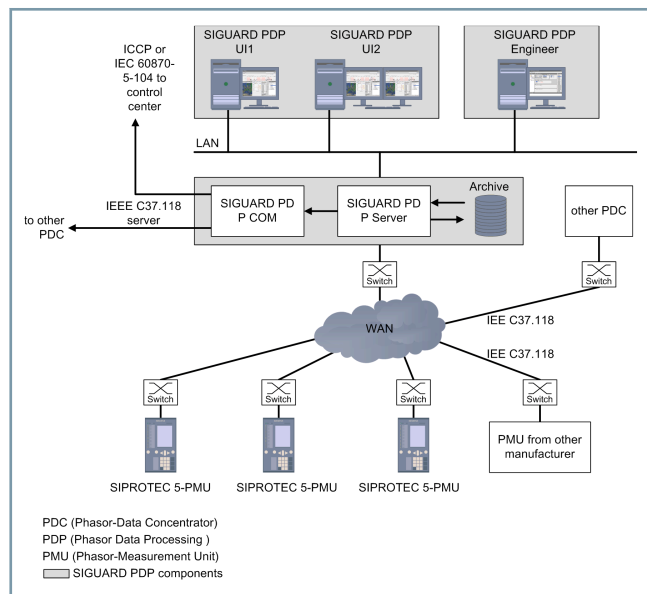 ICCP or
IEC 60870-
5-104 to
control
center
SIGUARD PDP
UI1
SIGUARD PDP
UI2
SIGUARD PDP
Engineer
LAN
IEEE C37.118
server
to other
PDC
SIGUARD PD
P COM
SIGUARD PD
P Server
Archive
other PDC
Switch
Switch
WAN
IEE C37.118
IEE C37.118
Switch
Switch
Switch
Switch
PMU from other
manufacturer
SIPROTEC 5-PMU
SIPROTEC 5-PMU
SIPROTEC 5-PMU
PDC (Phasor-Data Concentrator)
PDP (Phasor Data Processing )
PMU (Phasor-Measurement Unit)
SIGUARD PDP components